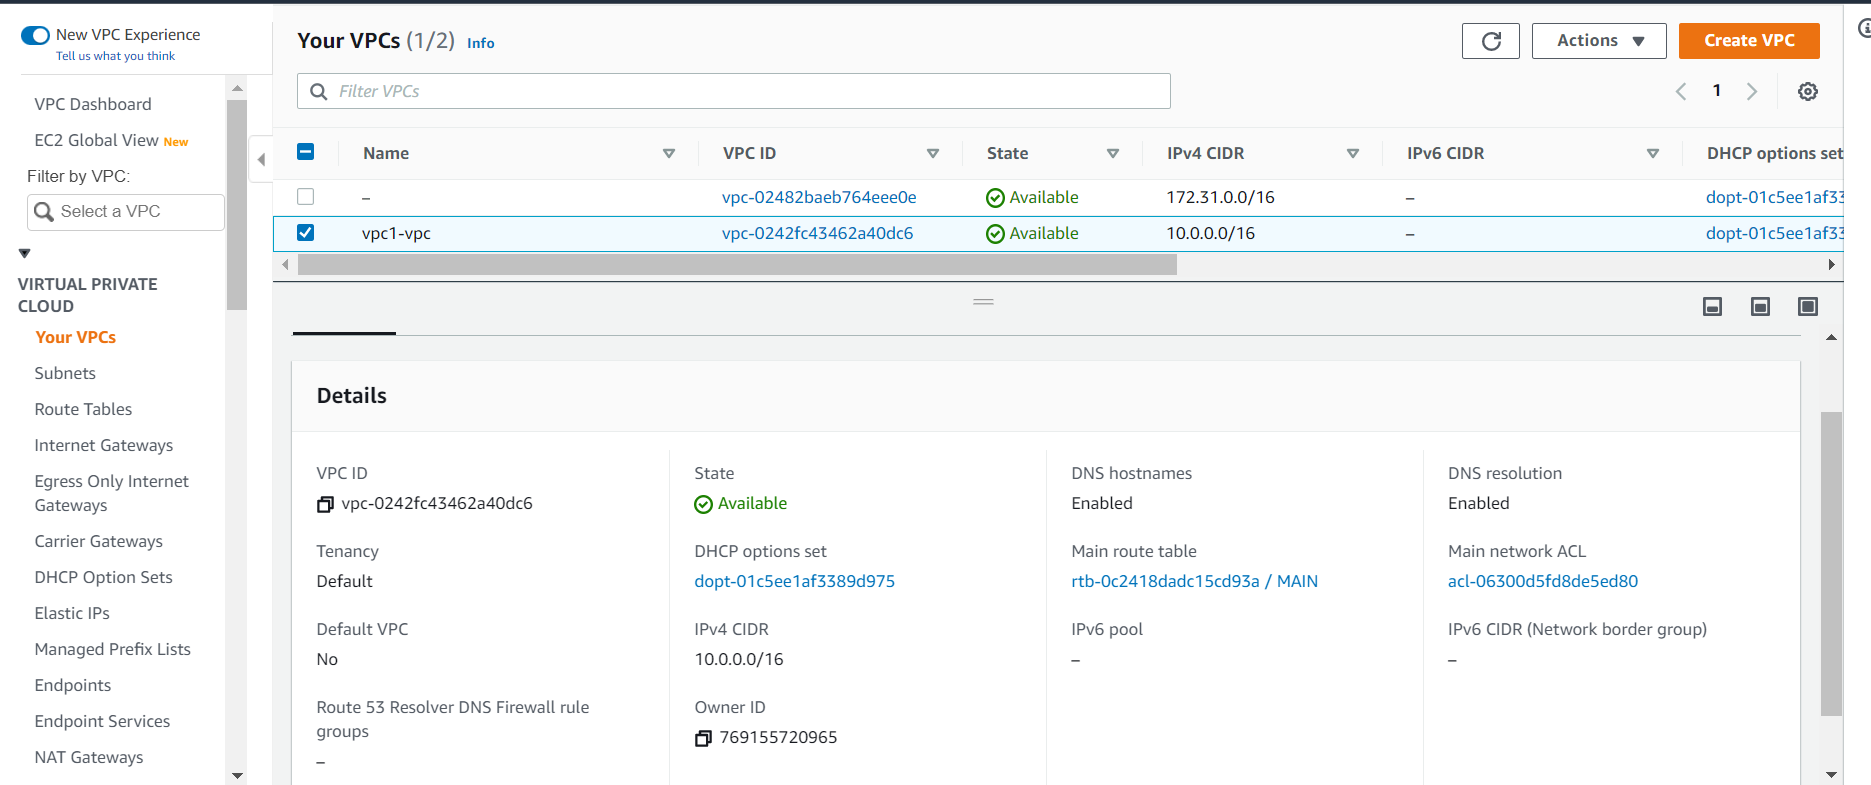 New VPC Experience
Tell us what you think
VPC Dashboard
EC2 Global View New
Filter by VPC:
Select a VPC
VIRTUAL PRIVATE
CLOUD
Your VPCs
Subnets
Route Tables
Internet Gateways
Egress Only Internet
Gateways
Carrier Gateways
DHCP Option Sets
Elastic IPs
Managed Prefix Lists
Endpoints
Endpoint Services
NAT Gateways
Your VPCs (1/2) Info
Actions
Create VPC
Filter VPCs
1
Name VPC ID State IPv4 CIDR IPv6 CIDR DHCP options set
– vpc-02482baeb764eee0e Available 172.31.0.0/16 – dopt-01c5ee1af33
vpc1-vpc vpc-0242fc43462a40dc6 Available 10.0.0.0/16 – dopt-01c5ee1af33
Details
VPC ID State DNS hostnames DNS resolution
vpc-0242fc43462a40dc6 Available Enabled Enabled
Tenancy DHCP options set Main route table Main network ACL
Default dopt-01c5ee1af3389d975 rtb-0c2418dadc15cd93a / MAIN acl-06300d5fd8de5ed80
Default VPC IPv4 CIDR IPv6 pool IPv6 CIDR (Network border group)
No 10.0.0.0/16 – –
Route 53 Resolver DNS Firewall rule Owner ID
groups 769155720965
–